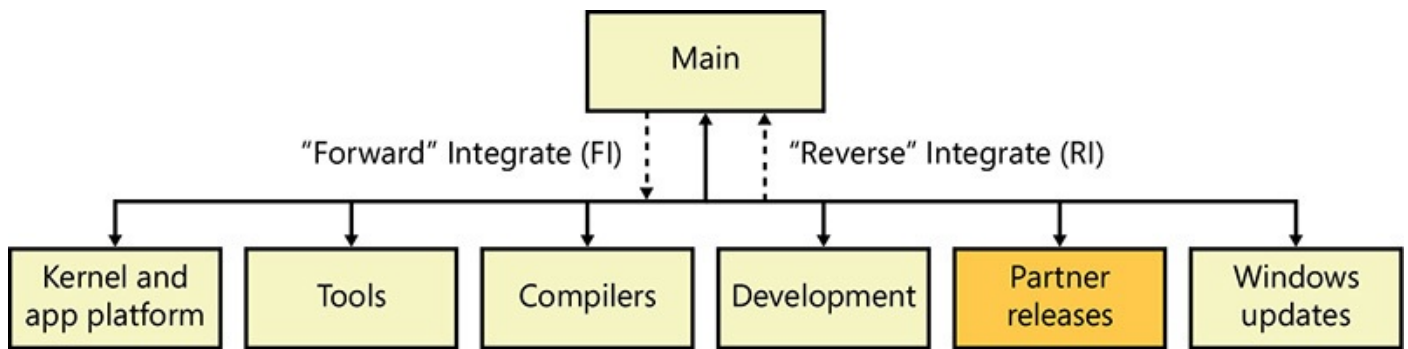 Main
“Forward” Integrate (FI)
“Reverse” Integrate (RI)
Kernel and
app platform
Tools
Compilers
Development
Partner
releases
Windows
updates